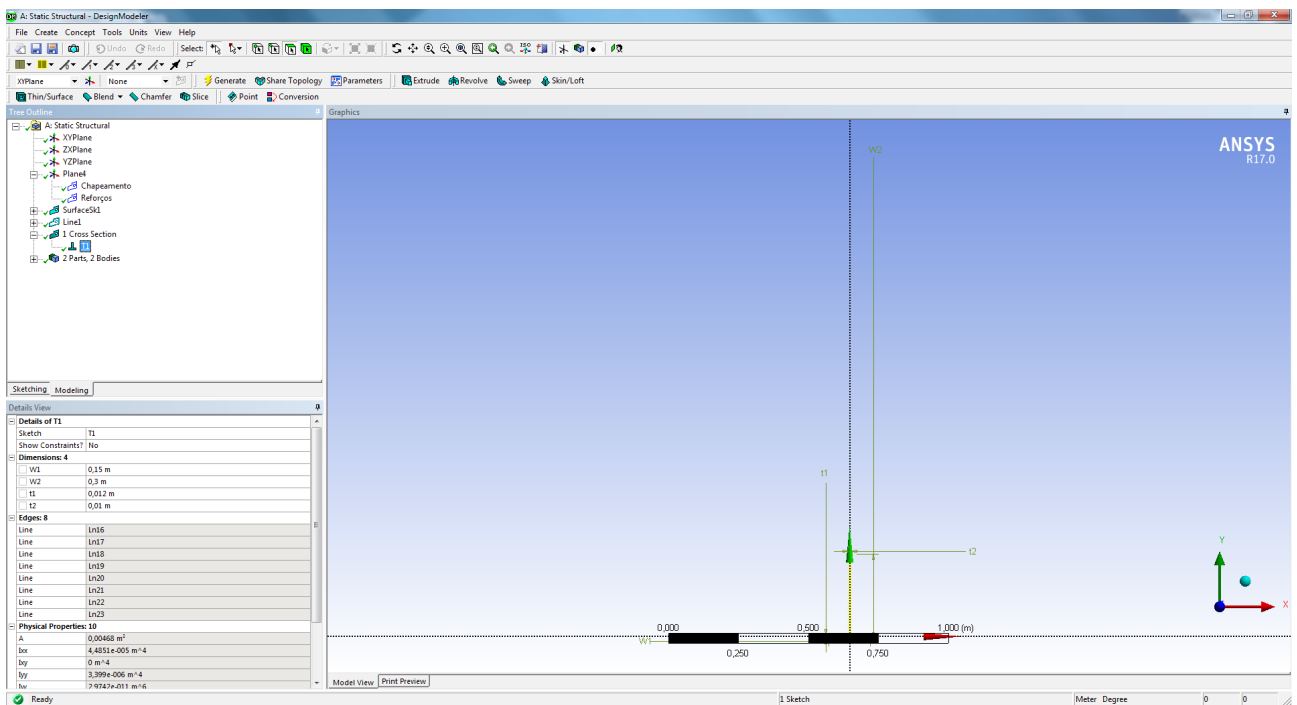 A: Static Structural - DesignModeler
File Create Concept Tools Units View Help
Undo Redo Select:
ISO
XYPlane None Generate Share Topology Parameters Extrude Revolve Sweep Skin/Loft
Thin/Surface Blend Chamfer Slice Point Conversion
Tree Outline
A: Static Structural
XYPlane
ZXPlane
YZPlane
Plane4
Chapeamento
Reforços
SurfaceSk1
Line1
1 Cross Section
T1
2 Parts, 2 Bodies
Sketching Modeling
Details View
Details of T1
Sketch T1
Show Constraints? No
Dimensions: 4
W1 0,15 m
W2 0,3 m
t1 0,012 m
t2 0,01 m
Edges: 8
Line Ln16
Line Ln17
Line Ln18
Line Ln19
Line Ln20
Line Ln21
Line Ln22
Line Ln23
Physical Properties: 10
A 0,00468 m²
Ixx 4,4851e-005 m^4
Ixy 0 m^4
Iyy 3,399e-006 m^4
Iw 2,9742e-011 m^6
Graphics
W2
ANSYS
R17.0
t1
t2
Y
X
W1
0,000 0,500 1,000 (m)
0,250 0,750
Model View Print Preview
Ready 1 Sketch Meter Degree 0 0